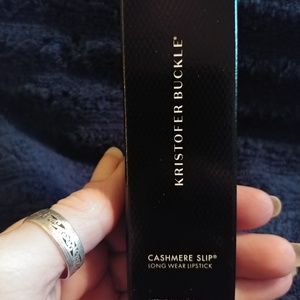 KRISTOFER BUCKLE®
CASHMERE SLIP®
LONG WEAR LIPSTICK